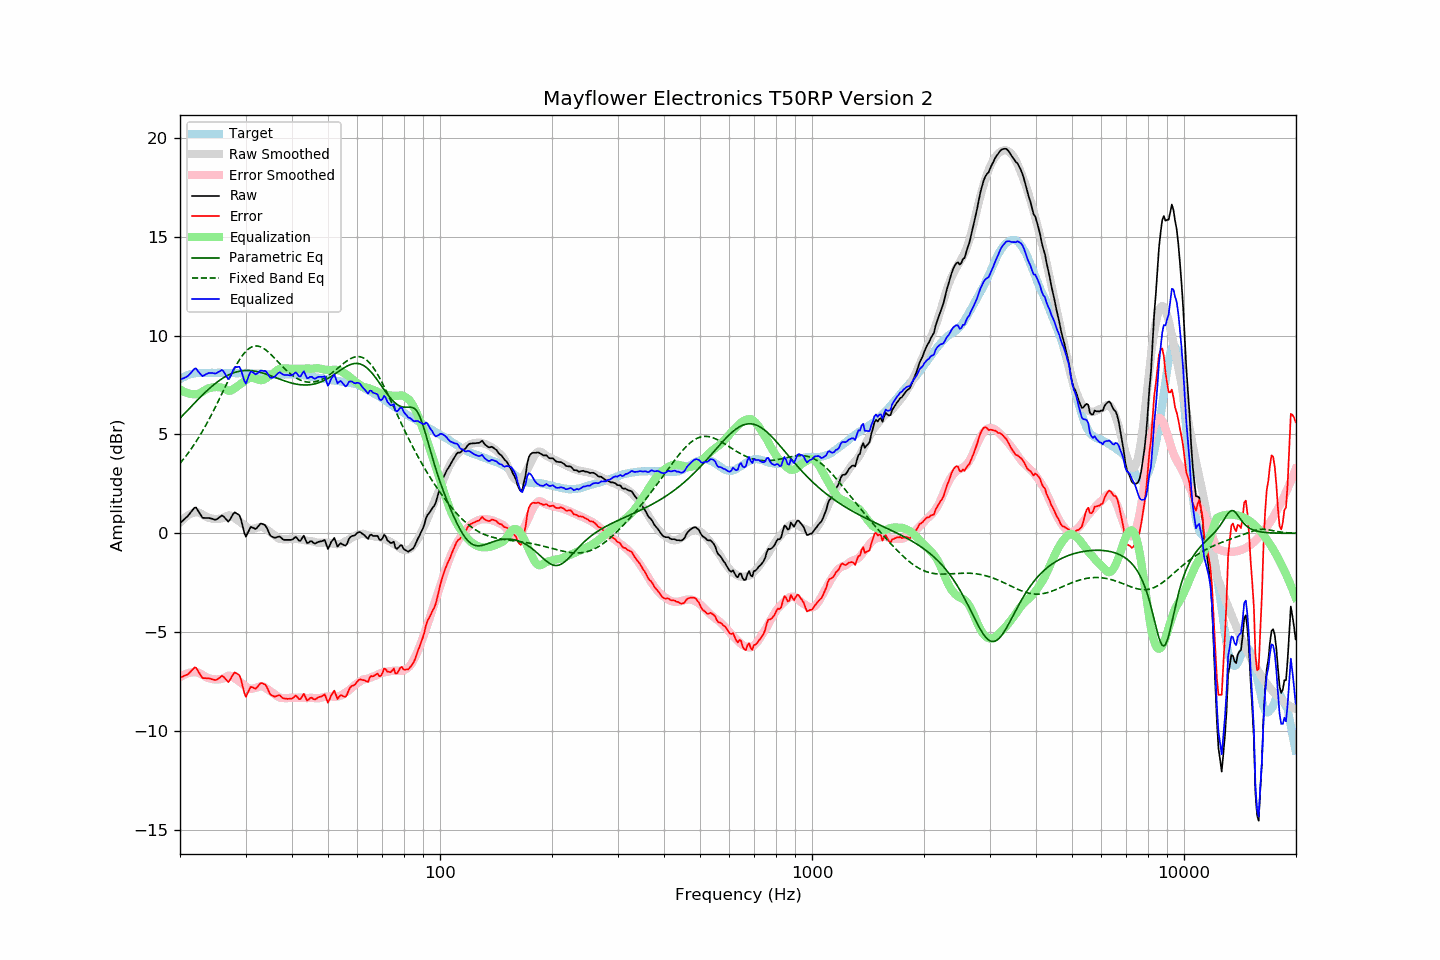 Mayflower Electronics T50RP Version 2
Target
Raw Smoothed
Error Smoothed
Raw
Error
Equalization
Parametric Eq
Fixed Band Eq
Equalized
20
15
10
5
0
−5
−10
−15
Amplitude (dBr)
100 1000 10000
Frequency (Hz)